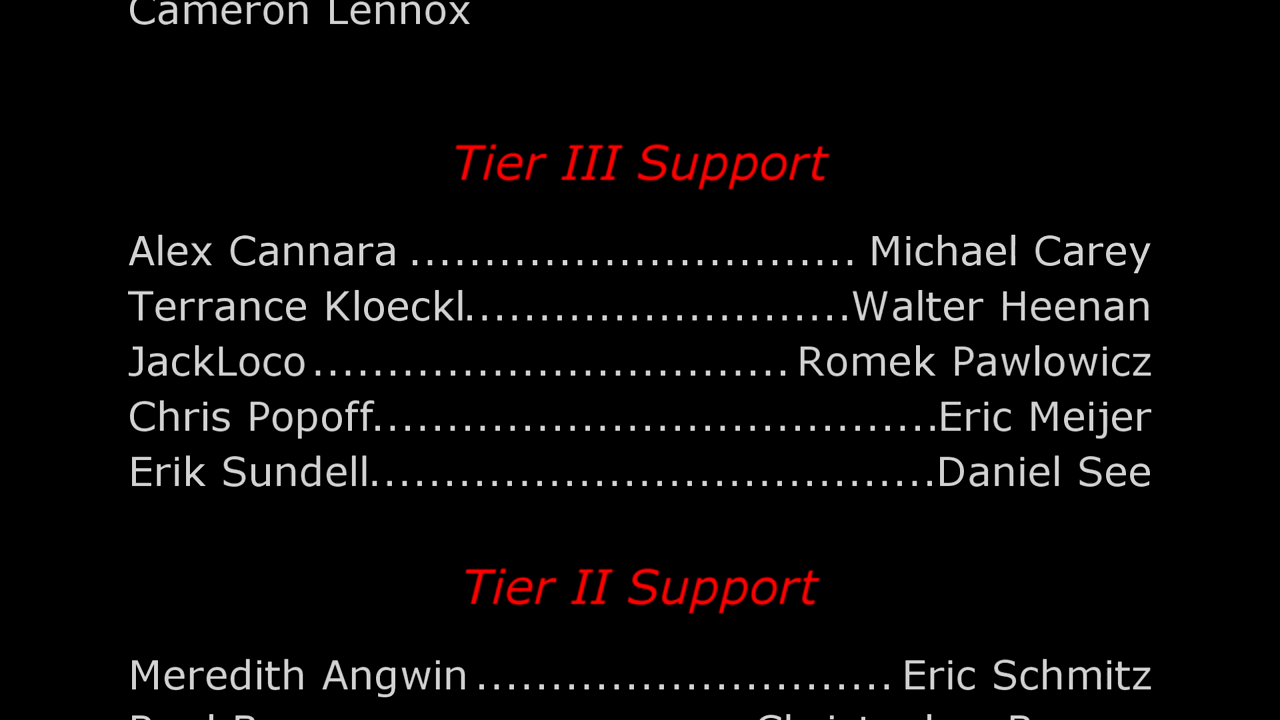 Cameron Lennox
Tier III Support
Alex Cannara .............................. Michael Carey
Terrance Kloeckl..........................Walter Heenan
JackLoco ................................ Romek Pawlowicz
Chris Popoff......................................Eric Meijer
Erik Sundell......................................Daniel See
Tier II Support
Meredith Angwin ............................ Eric Schmitz